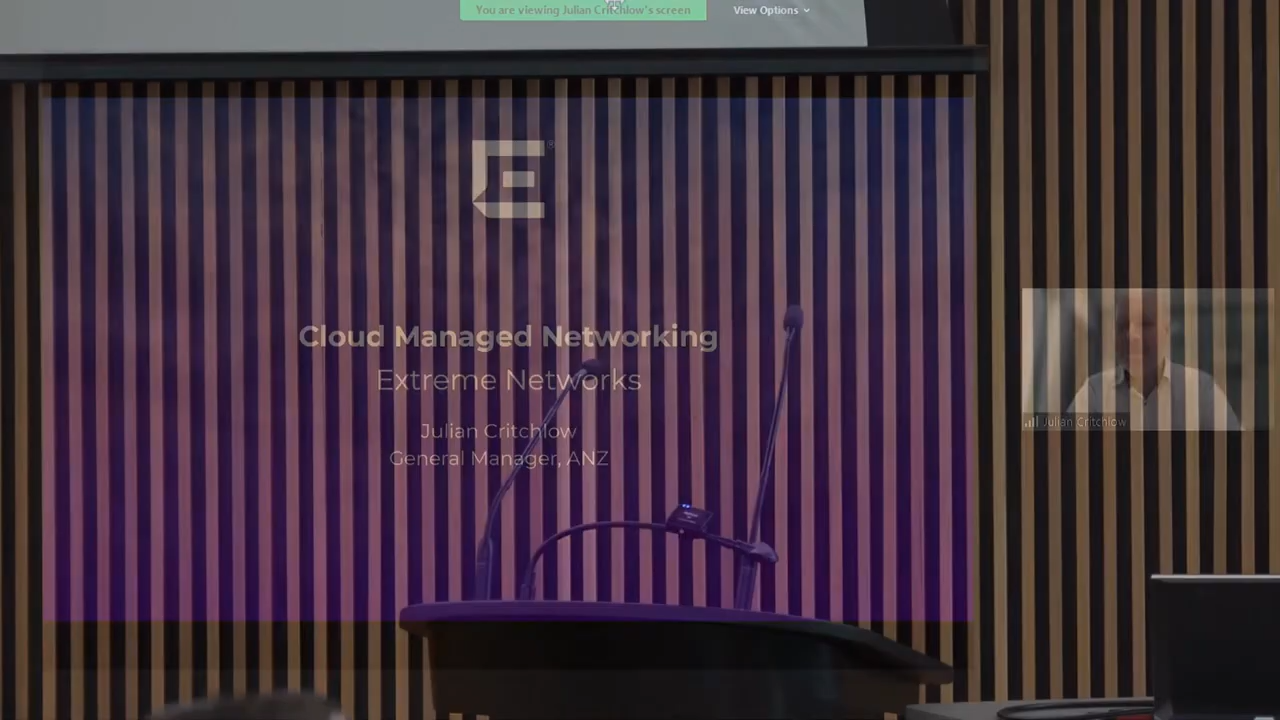 You are viewing Julian Critchlow's screen
View Options
E
®
Cloud Managed Networking
Extreme Networks
Julian Critchlow
General Manager, ANZ
Julian Critchlow